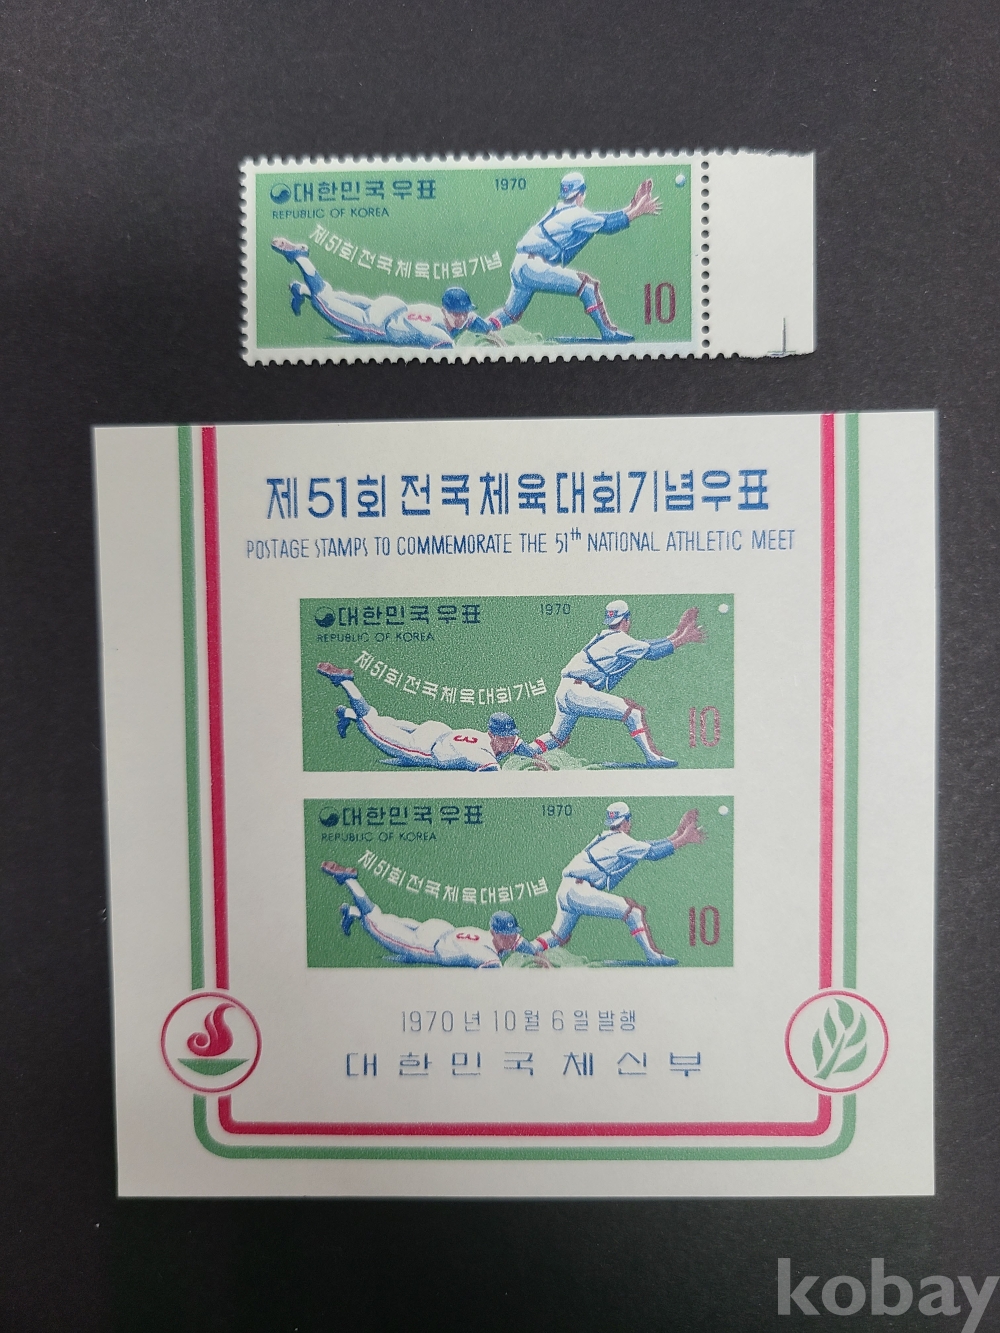 대한민국우표 1970
REPUBLIC OF KOREA
제51회전국체육대회기념
3
10
제51회 전국체육대회기념우표
POSTAGE STAMPS TO COMMEMORATE THE 51th NATIONAL ATHLETIC MEET
대한민국우표 1970
REPUBLIC OF KOREA
제51회전국체육대회기념
3
10
대한민국우표 1970
REPUBLIC OF KOREA
제51회전국체육대회기념
3
10
1970년 10월 6일 발행
대한민국 체신부
kobay